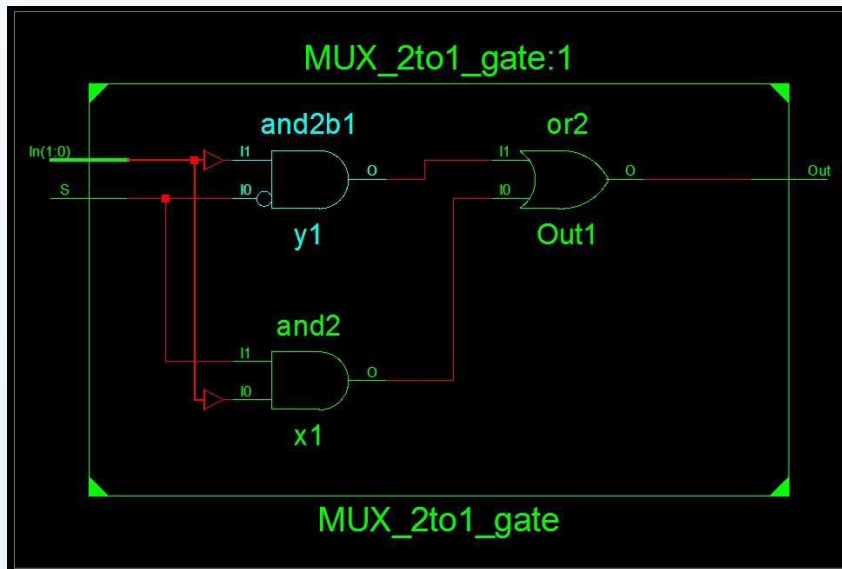 MUX_2to1_gate:1
and2b1
or2
In(1:0)
I1
O
I1
Out
S
I0
I0
O
y1
Out1
and2
I1
O
I0
x1
MUX_2to1_gate